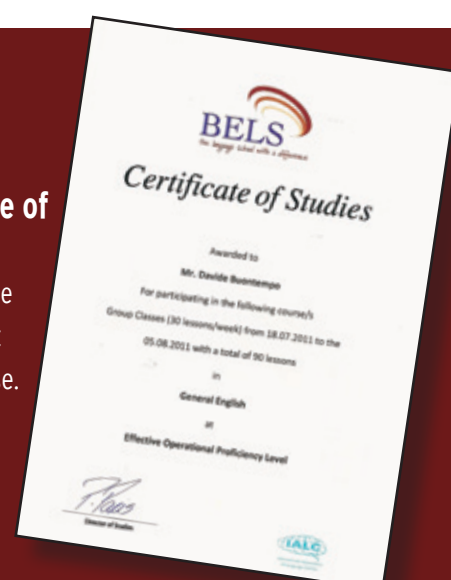 e of
e
e.
BELS
the language school with a difference
Certificate of Studies
Awarded to
Mr. Davide Buontempo
For participating in the following course/s
Group Classes (30 lessons/week) from 18.07.2011 to the
05.08.2011 with a total of 90 lessons
in
General English
at
Effective Operational Proficiency Level
Director of Studies
IALC